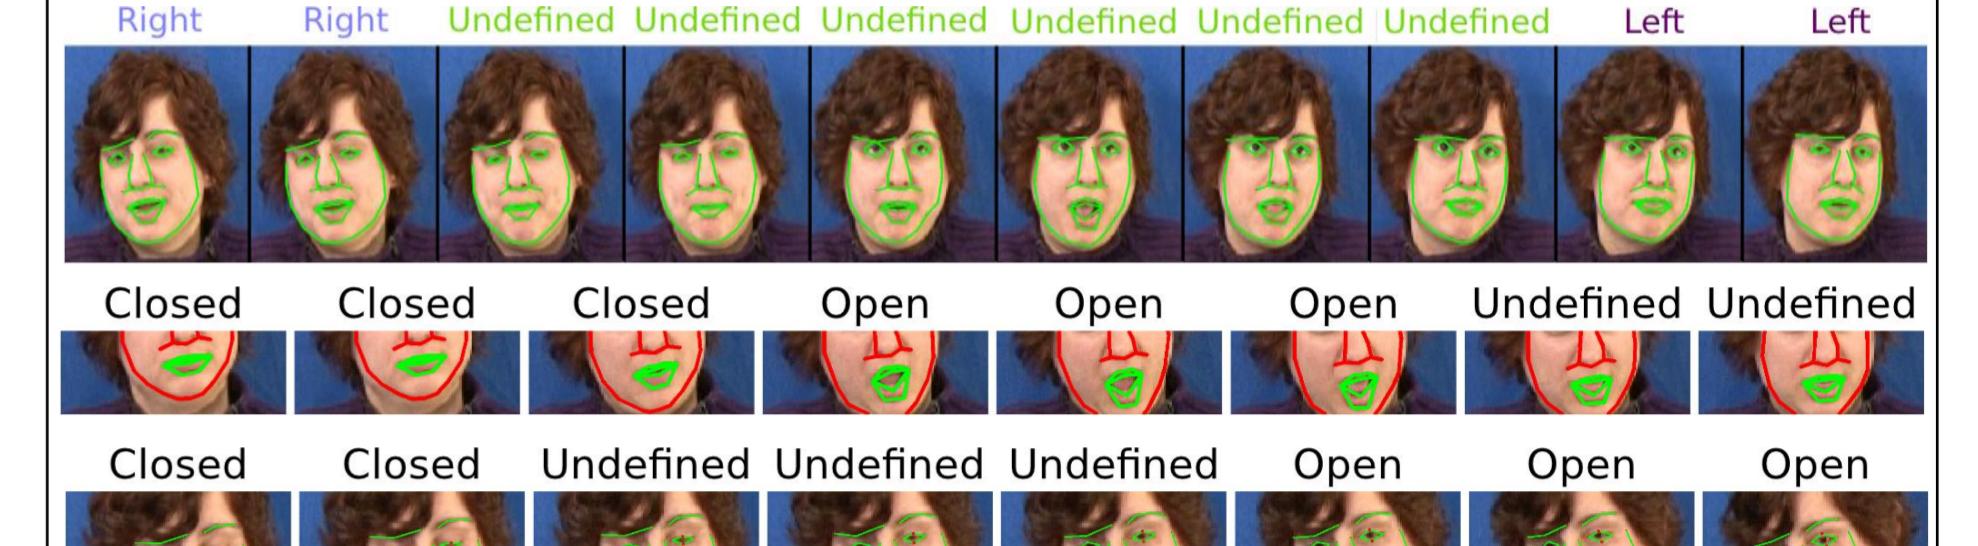 Right Right Undefined Undefined Undefined Undefined Undefined Undefined Left Left
Closed Closed Closed Open Open Open Undefined Undefined
Closed Closed Undefined Undefined Undefined Open Open Open